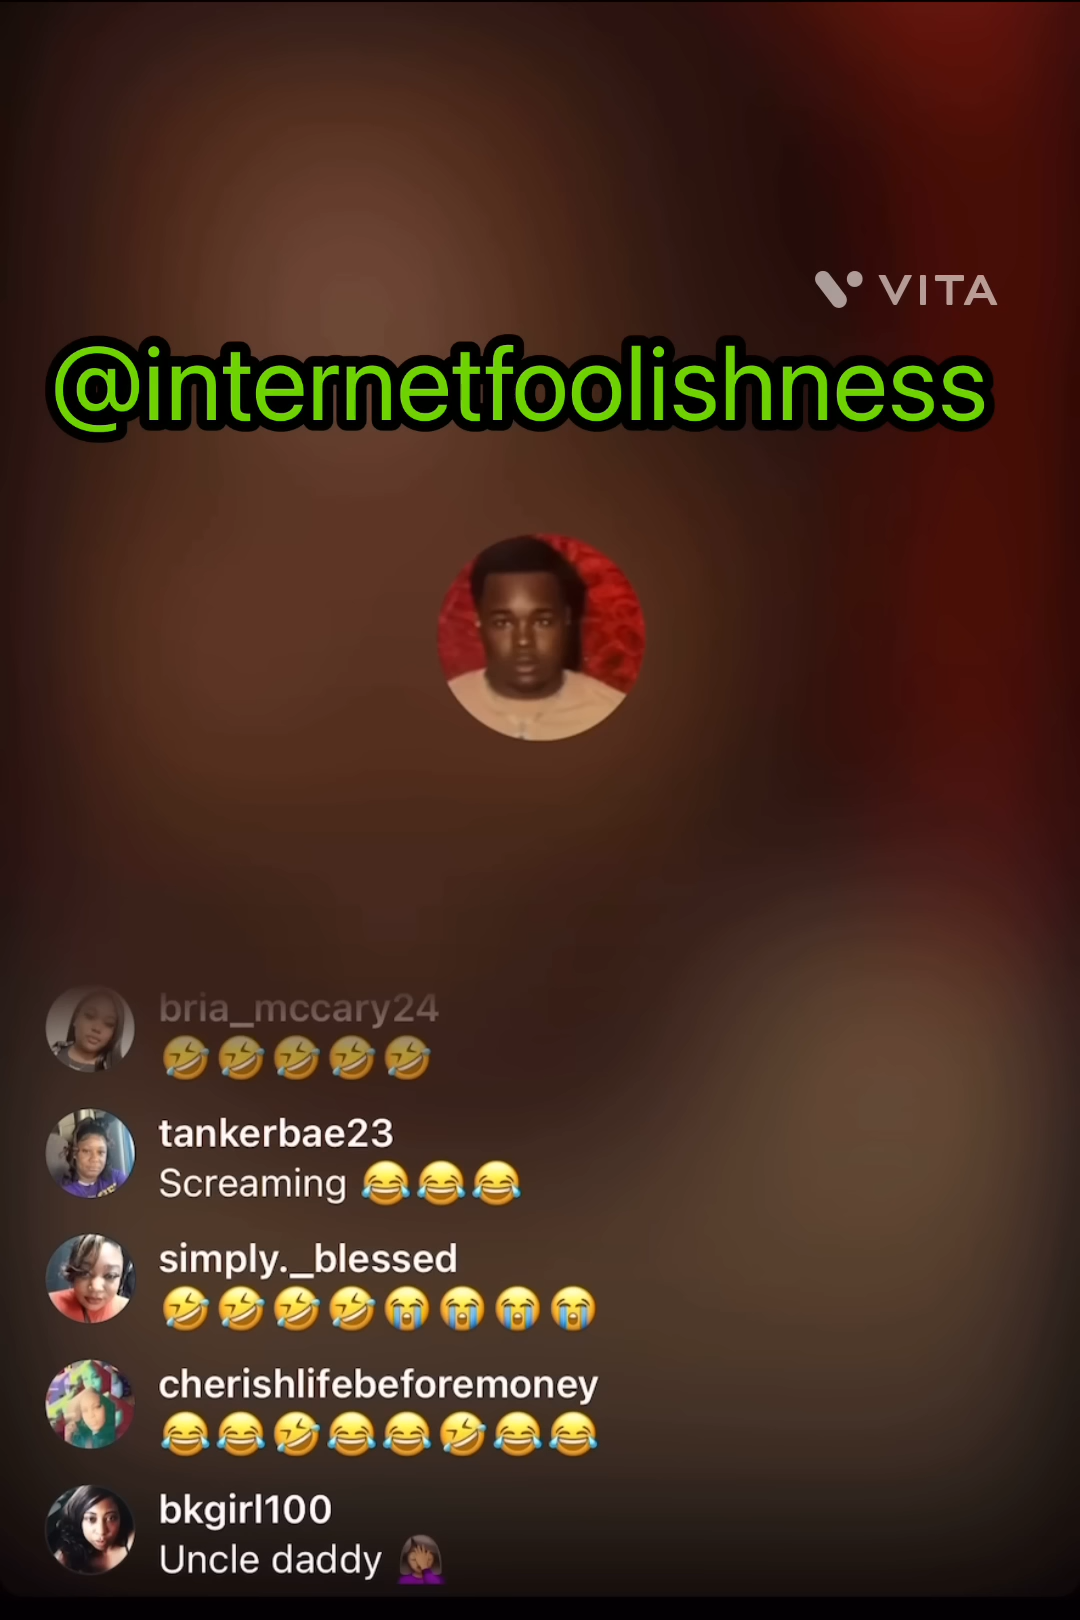 VITA
@internetfoolishness
bria_mccary24
🤣🤣🤣🤣🤣
tankerbae23
Screaming 😂😂😂
simply._blessed
🤣🤣🤣🤣😭😭😭😭
cherishlifebeforemoney
😂😂🤣😂😂🤣😂😂
bkgirl100
Uncle daddy 🤦🏾‍♀️